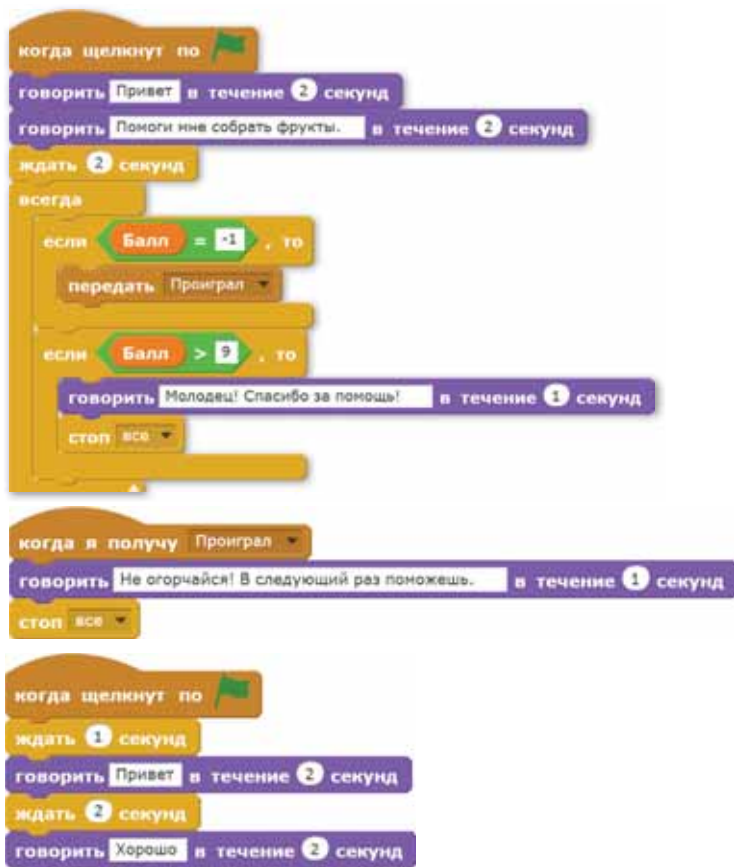 когда щелкнут по
говорить Привет в течение 2 секунд
говорить Помоги мне собрать фрукты. в течение 2 секунд
ждать 2 секунд
всегда
если Балл = -1 , то
передать Проиграл
если Балл > 9 , то
говорить Молодец! Спасибо за помощь! в течение 1 секунд
стоп все
когда я получу Проиграл
говорить Не огорчайся! В следующий раз поможешь. в течение 1 секунд
стоп все
когда щелкнут по
ждать 1 секунд
говорить Привет в течение 2 секунд
ждать 2 секунд
говорить Хорошо в течение 2 секунд